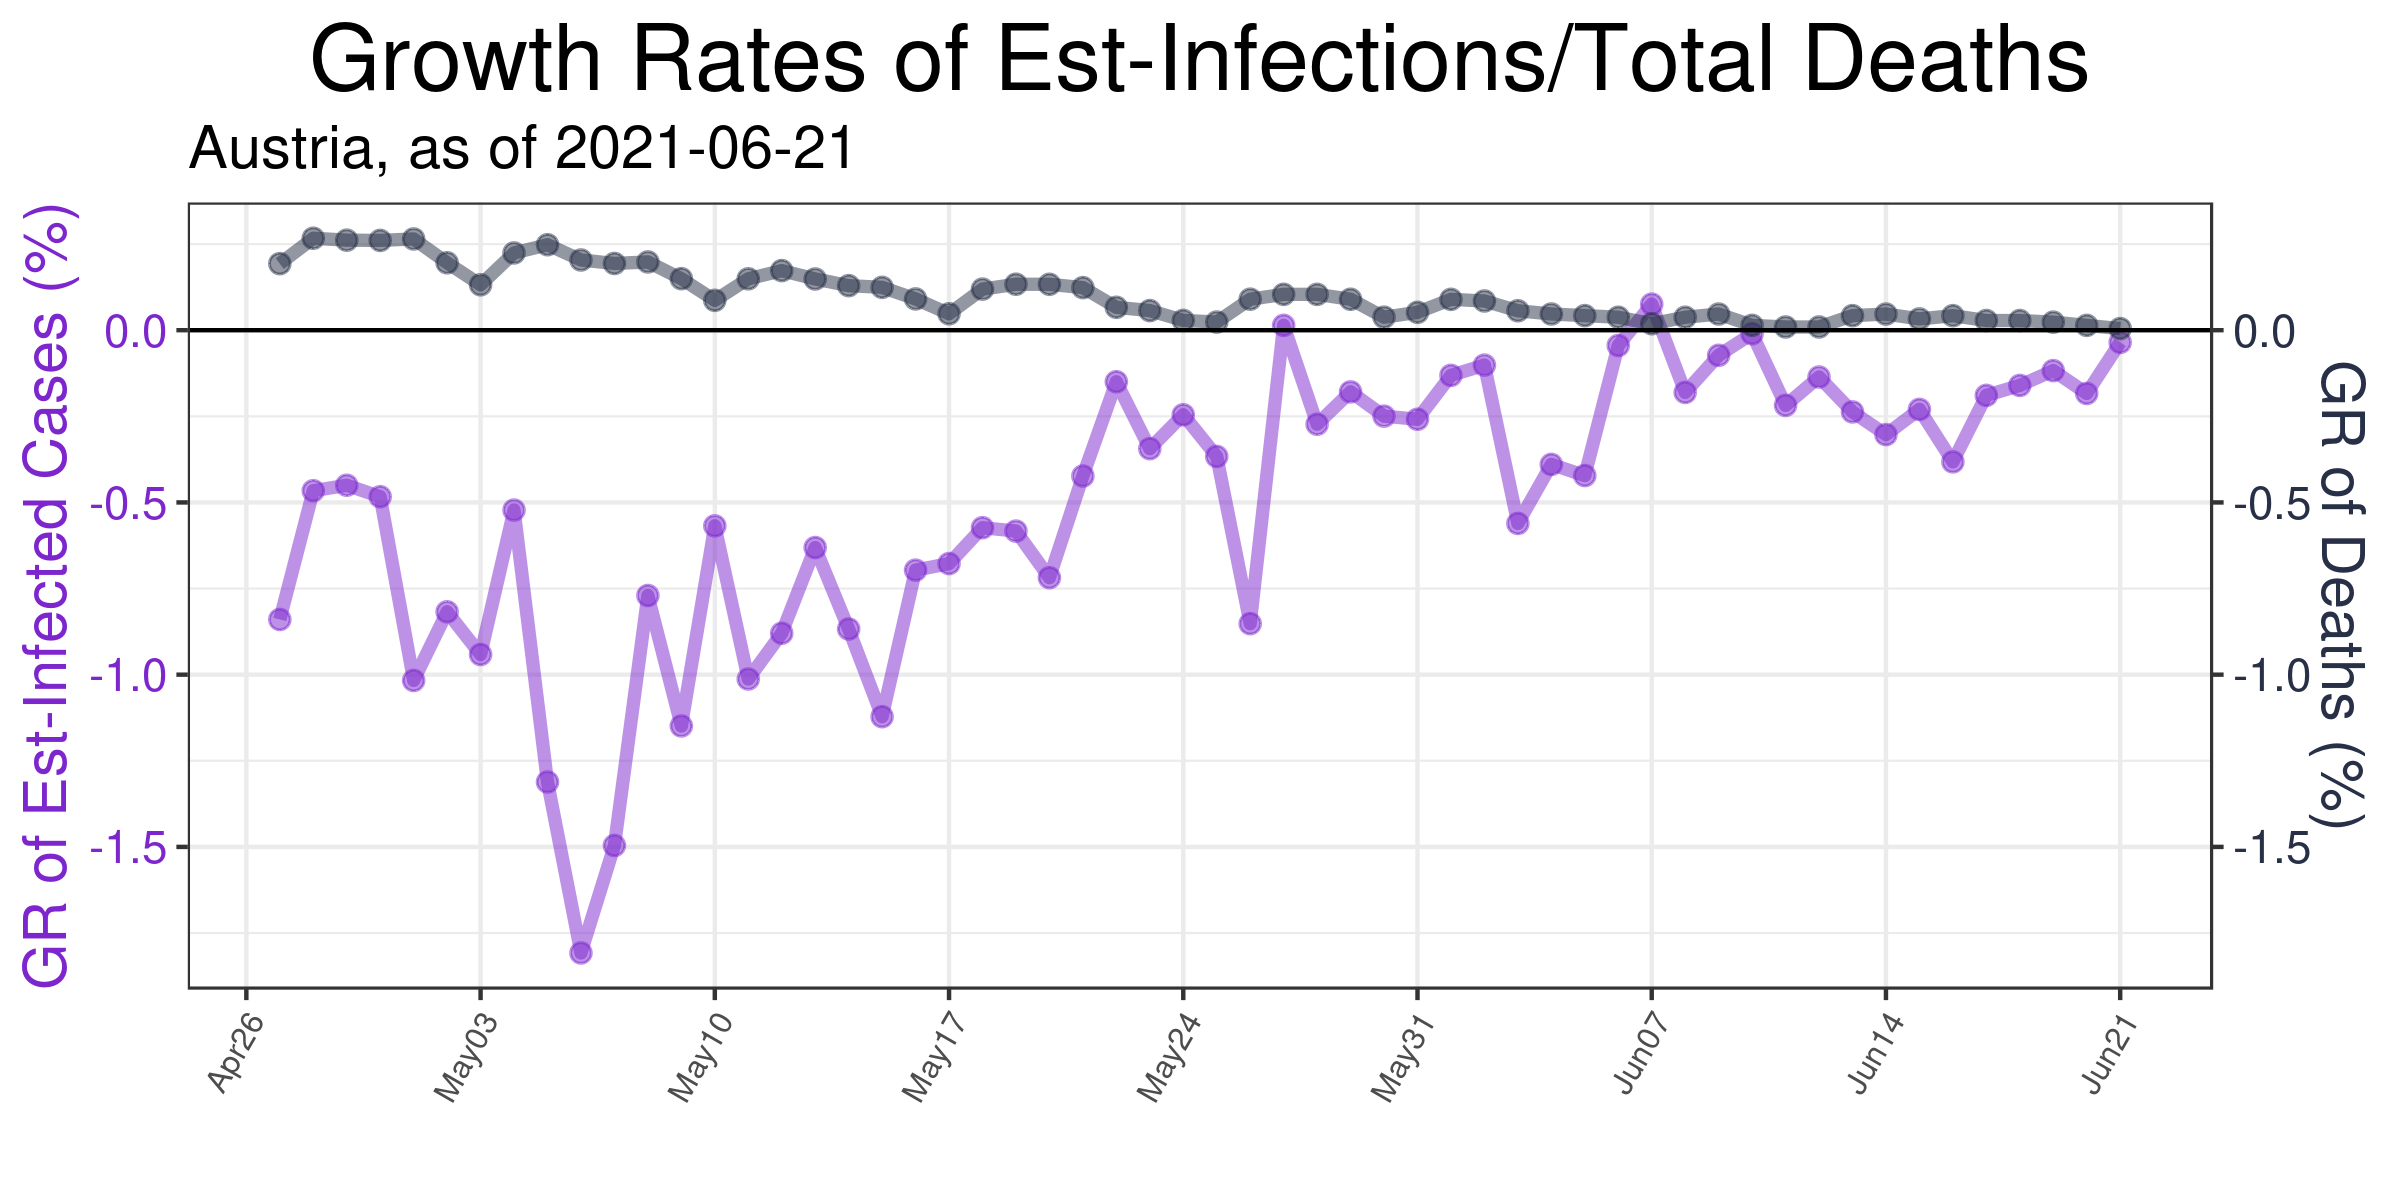 Growth Rates of Est-Infections/Total Deaths
Austria, as of 2021-06-21
GR of Est-Infected Cases (%)
0.0
-0.5
-1.0
-1.5
0.0
-0.5
-1.0
-1.5
GR of Deaths (%)
Apr26
May03
May10
May17
May24
May31
Jun07
Jun14
Jun21